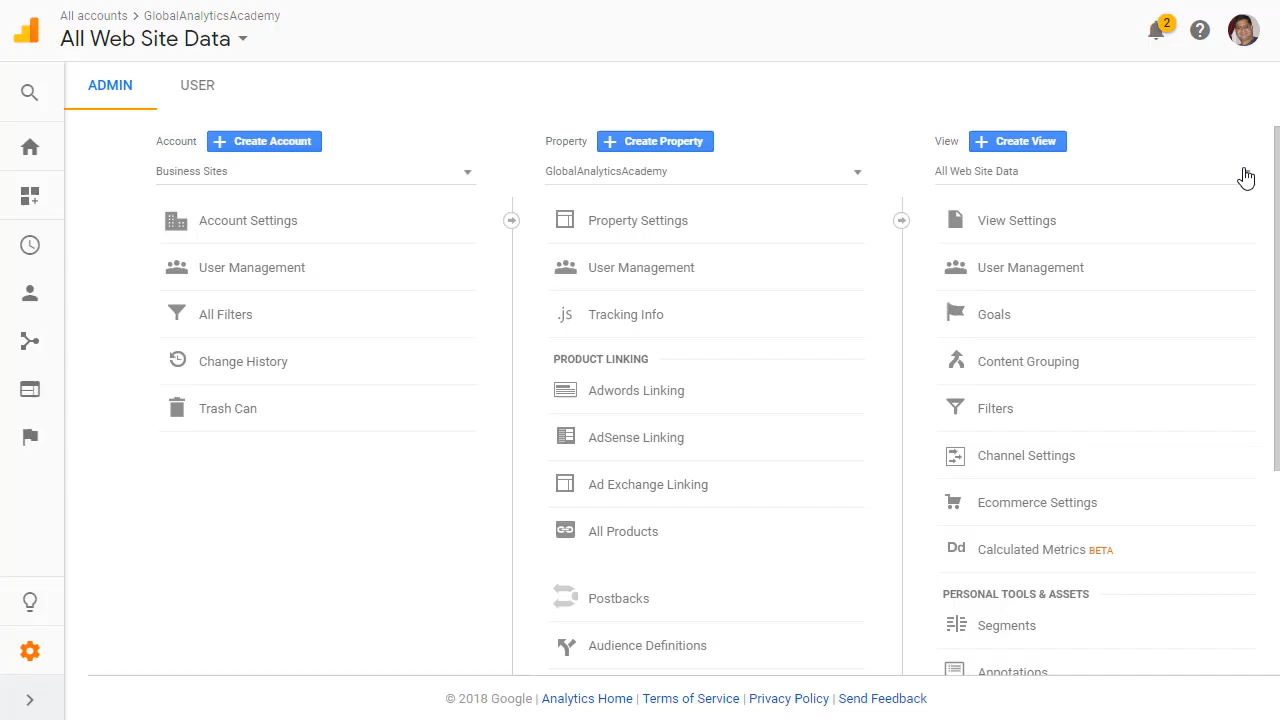 All accounts > GlobalAnalyticsAcademy
All Web Site Data
2
ADMIN
USER
Account
Create Account
Business Sites
Account Settings
User Management
All Filters
Change History
Trash Can
Property
Create Property
GlobalAnalyticsAcademy
Property Settings
User Management
.js Tracking Info
PRODUCT LINKING
Adwords Linking
AdSense Linking
Ad Exchange Linking
All Products
Postbacks
Audience Definitions
View
Create View
All Web Site Data
View Settings
User Management
Goals
Content Grouping
Filters
Channel Settings
Ecommerce Settings
Dd Calculated Metrics BETA
PERSONAL TOOLS & ASSETS
Segments
Annotations
© 2018 Google | Analytics Home | Terms of Service | Privacy Policy | Send Feedback